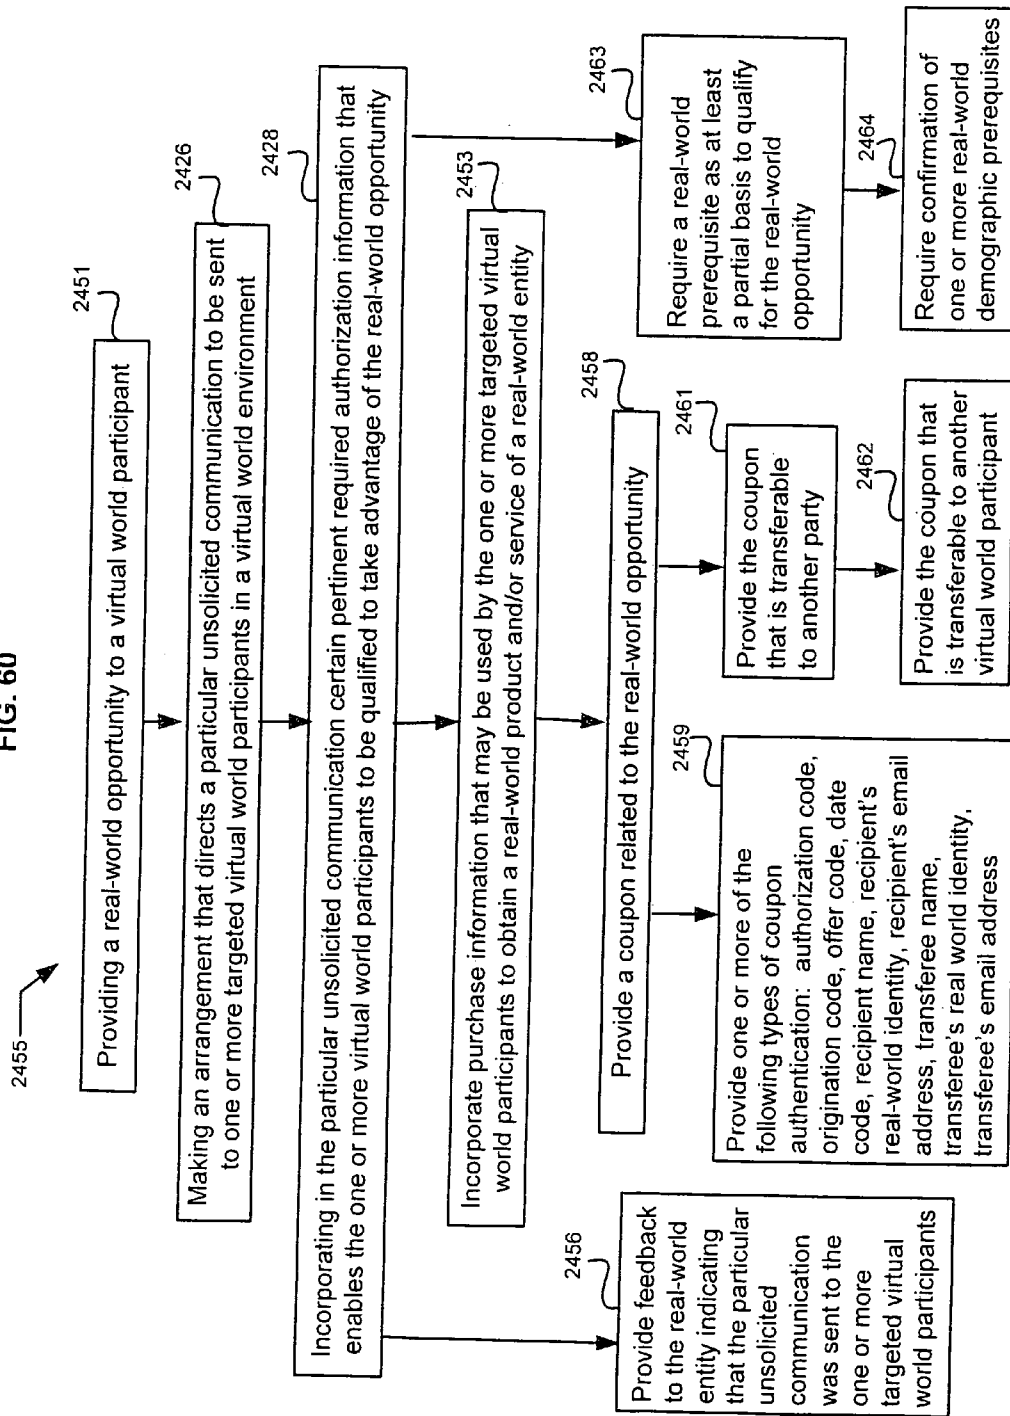 FIG. 60
2455
2451
Providing a real-world opportunity to a virtual world participant
2426
Making an arrangement that directs a particular unsolicited communication to be sent
to one or more targeted virtual world participants in a virtual world environment
2428
Incorporating in the particular unsolicited communication certain pertinent required authorization information that
enables the one or more virtual world participants to be qualified to take advantage of the real-world opportunity
2453
Incorporate purchase information that may be used by the one or more targeted virtual
world participants to obtain a real-world product and/or service of a real-world entity
2456
Provide feedback
to the real-world
entity indicating
that the particular
unsolicited
communication
was sent to the
one or more
targeted virtual
world participants
2458
Provide a coupon related to the real-world opportunity
2459
Provide one or more of the
following types of coupon
authentication: authorization code,
origination code, offer code, date
code, recipient name, recipient's
real-world identity, recipient's email
address, transferee name,
transferee's real world identity,
transferee's email address
2461
Provide the coupon
that is transferable
to another party
2462
Provide the coupon that
is transferable to another
virtual world participant
2463
Require a real-world
prerequisite as at least
a partial basis to qualify
for the real-world
opportunity
2464
Require confirmation of
one or more real-world
demographic prerequisites